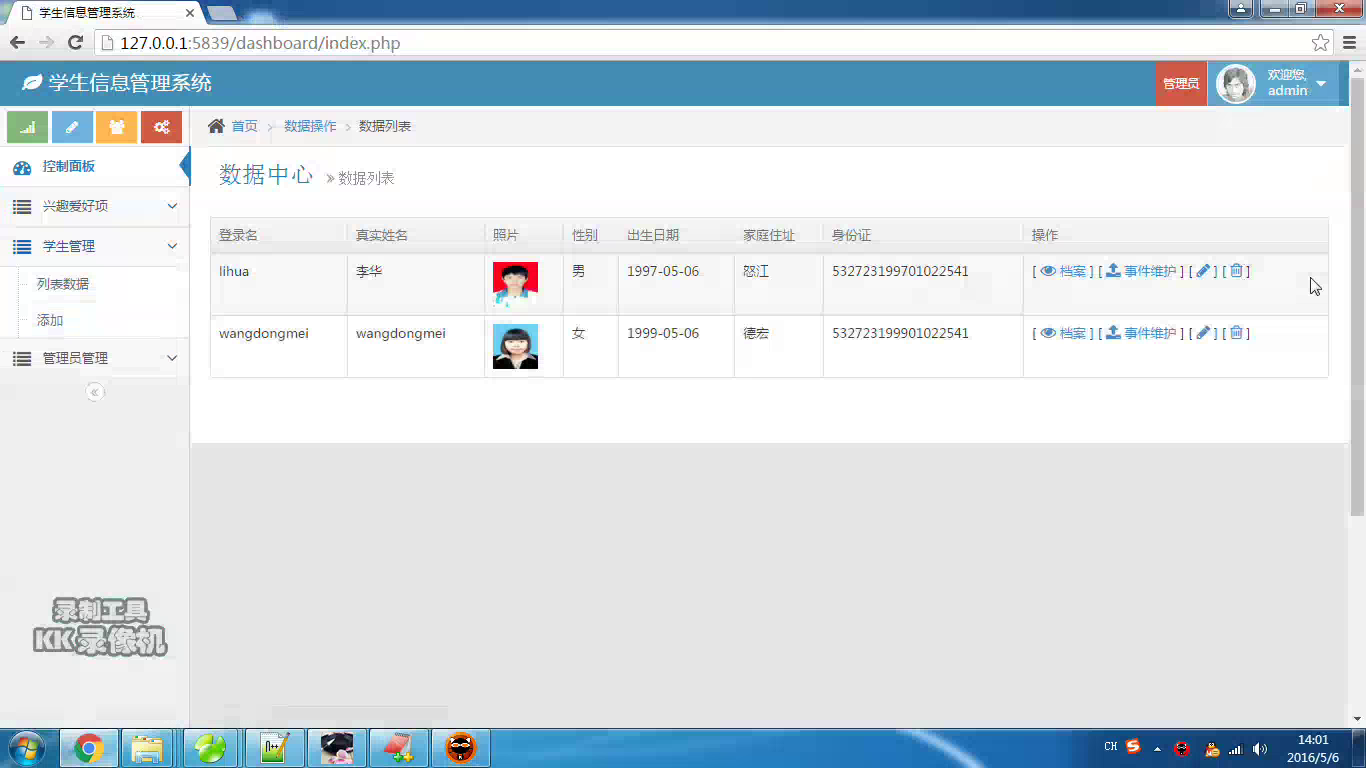 学生信息管理系统
127.0.0.1:5839/dashboard/index.php
学生信息管理系统
管理员
欢迎您,
admin
首页 > 数据操作 > 数据列表
控制面板
兴趣爱好项
学生管理
列表数据
添加
管理员管理
数据中心 » 数据列表
登录名 真实姓名 照片 性别 出生日期 家庭住址 身份证 操作
lihua 李华 男 1997-05-06 怒江 532723199701022541 [ 档案 ] [ 事件维护 ] [ ] [ ]
wangdongmei wangdongmei 女 1999-05-06 德宏 532723199901022541 [ 档案 ] [ 事件维护 ] [ ] [ ]
录制工具
KK录像机
CH
14:01
2016/5/6